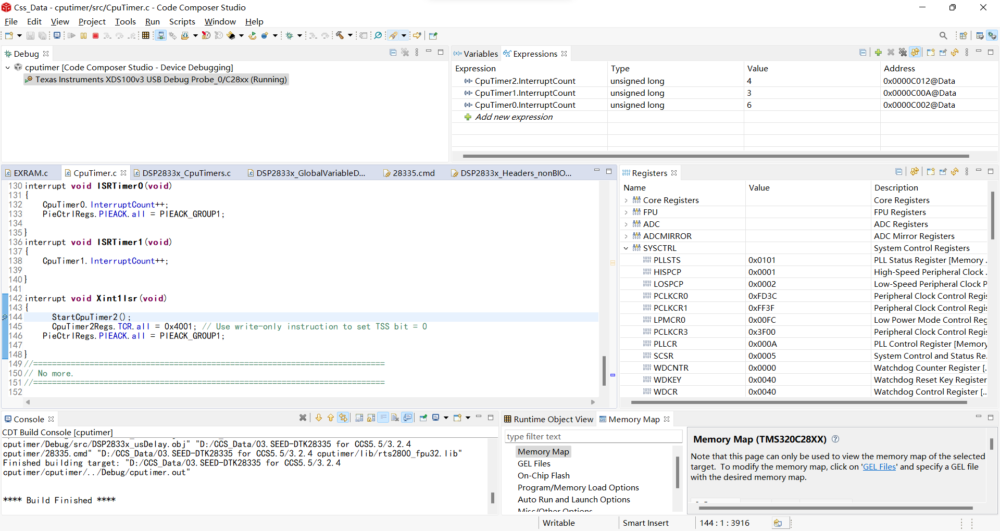 Css_Data - cputimer/src/CpuTimer.c - Code Composer Studio
File Edit View Project Tools Run Scripts Window Help
Debug
cputimer [Code Composer Studio - Device Debugging]
Texas Instruments XDS100v3 USB Debug Probe_0/C28xx (Running)
(x)= Variables Expressions
Expression Type Value Address
(x)= CpuTimer2.InterruptCount unsigned long 4 0x0000C012@Data
(x)= CpuTimer1.InterruptCount unsigned long 3 0x0000C00A@Data
(x)= CpuTimer0.InterruptCount unsigned long 6 0x0000C002@Data
Add new expression
EXRAM.c CpuTimer.c DSP2833x_CpuTimers.c DSP2833x_GlobalVariableD... 28335.cmd DSP2833x_Headers_nonBIO...
130 interrupt void ISRTimer0(void)
131 {
132 CpuTimer0.InterruptCount++;
133 PieCtrlRegs.PIEACK.all = PIEACK_GROUP1;
134
135 }
136 interrupt void ISRTimer1(void)
137 {
138 CpuTimer1.InterruptCount++;
139
140 }
141
142 interrupt void Xint1Isr(void)
143 {
144 StartCpuTimer2();
145 CpuTimer2Regs.TCR.all = 0x4001; // Use write-only instruction to set TSS bit = 0
146 PieCtrlRegs.PIEACK.all = PIEACK_GROUP1;
147
148 }
149 //===========================================================================
150 // No more.
151 //===========================================================================
152
Registers
Name Value Description
Core Registers Core Registers
FPU FPU Registers
ADC ADC Registers
ADCMIRROR ADC Mirror Registers
SYSCTRL System Control Registers
PLLSTS 0x0101 PLL Status Register [Memory .
HISPCP 0x0001 High-Speed Peripheral Clock .
LOSPCP 0x0002 Low-Speed Peripheral Clock P
PCLKCR0 0xFD3C Peripheral Clock Control Regis
PCLKCR1 0xFF3F Peripheral Clock Control Regis
LPMCR0 0x00FC Low Power Mode Control Reg
PCLKCR3 0x3F00 Peripheral Clock Control Regis
PLLCR 0x000A PLL Control Register [Memory
SCSR 0x0005 System Control and Status Re.
WDCNTR 0x0000 Watchdog Counter Register [.
WDKEY 0x0040 Watchdog Reset Key Register
WDCR 0x0040 Watchdog Control Register [..
Console
CDT Build Console [cputimer]
cputimer/Debug/src/DSP2833x_usDelay.obj" "D:/CCS_Data/03.SEED-DTK28335 for CCS5.5/3.2.4
cputimer/28335.cmd" "D:/CCS_Data/03.SEED-DTK28335 for CCS5.5/3.2.4 cputimer/lib/rts2800_fpu32.lib"
Finished building target: "D:/CCS_Data/03.SEED-DTK28335 for CCS5.5/3.2.4
cputimer/cputimer/../Debug/cputimer.out"
**** Build Finished ****
Runtime Object View Memory Map
type filter text
Memory Map
GEL Files
On-Chip Flash
Program/Memory Load Options
Auto Run and Launch Options
Misc/Other Options
Memory Map (TMS320C28XX)
Note that this page can only be used to view the memory map of the selected
target. To modify the memory map, click on 'GEL Files' and specify a GEL file
with the desired memory map.
Writable Smart Insert 144 : 1 : 3916